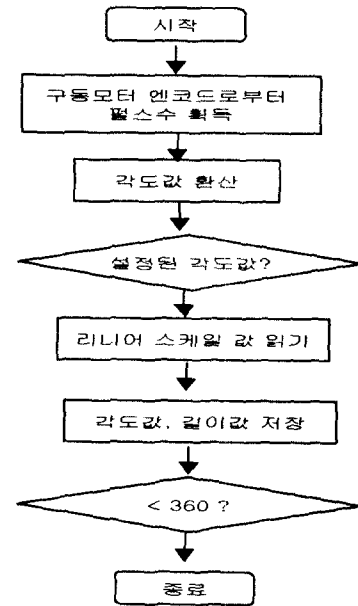 시작
구동모터 엔코드로부터
펄스수 획득
각도값 환산
설정된 각도값?
리니어 스케일 값 읽기
각도값, 길이값 저장
< 360 ?
종료